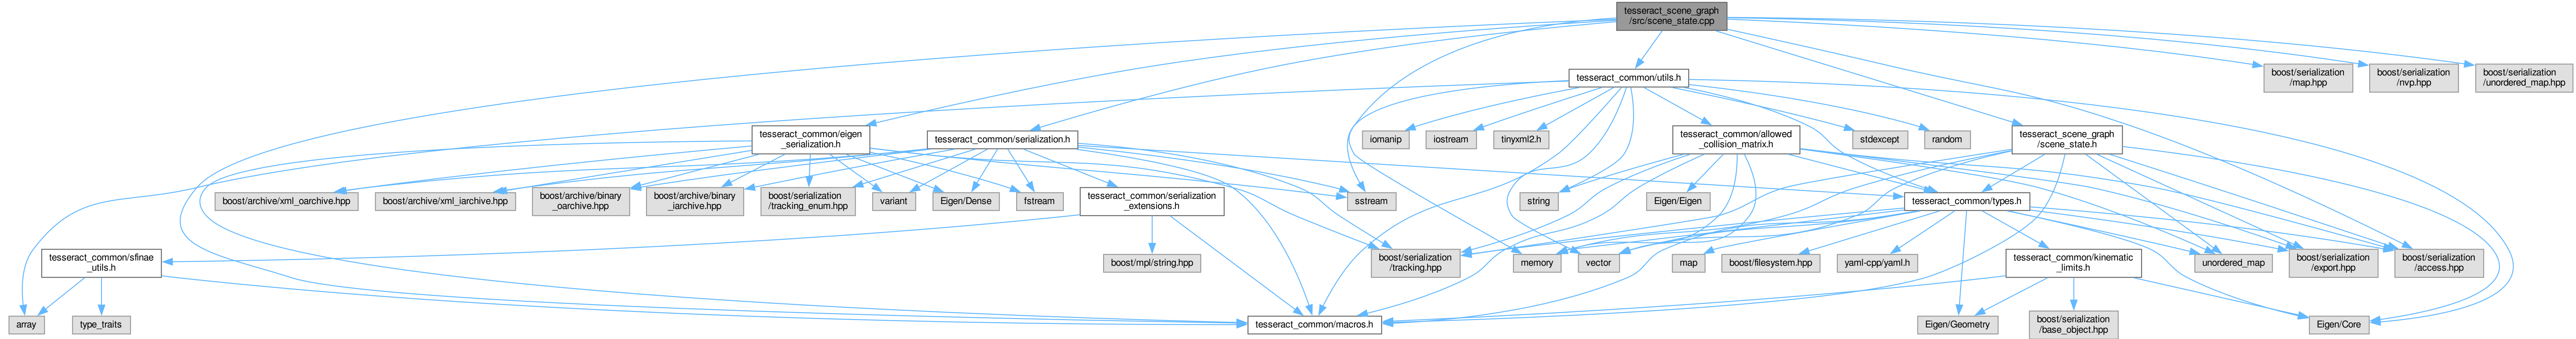 tesseract_scene_graph
/src/scene_state.cpp
tesseract_common/utils.h
boost/serialization
/map.hpp
boost/serialization
/nvp.hpp
boost/serialization
/unordered_map.hpp
tesseract_common/eigen
_serialization.h
tesseract_common/serialization.h
iomanip
iostream
tinyxml2.h
tesseract_common/allowed
_collision_matrix.h
stdexcept
random
tesseract_scene_graph
/scene_state.h
boost/archive/xml_oarchive.hpp
boost/archive/xml_iarchive.hpp
boost/archive/binary
_oarchive.hpp
boost/archive/binary
_iarchive.hpp
boost/serialization
/tracking_enum.hpp
variant
Eigen/Dense
fstream
tesseract_common/serialization
_extensions.h
sstream
string
Eigen/Eigen
tesseract_common/types.h
tesseract_common/sfinae
_utils.h
boost/mpl/string.hpp
boost/serialization
/tracking.hpp
memory
vector
map
boost/filesystem.hpp
yaml-cpp/yaml.h
tesseract_common/kinematic
_limits.h
unordered_map
boost/serialization
/export.hpp
boost/serialization
/access.hpp
array
type_traits
tesseract_common/macros.h
Eigen/Geometry
boost/serialization
/base_object.hpp
Eigen/Core